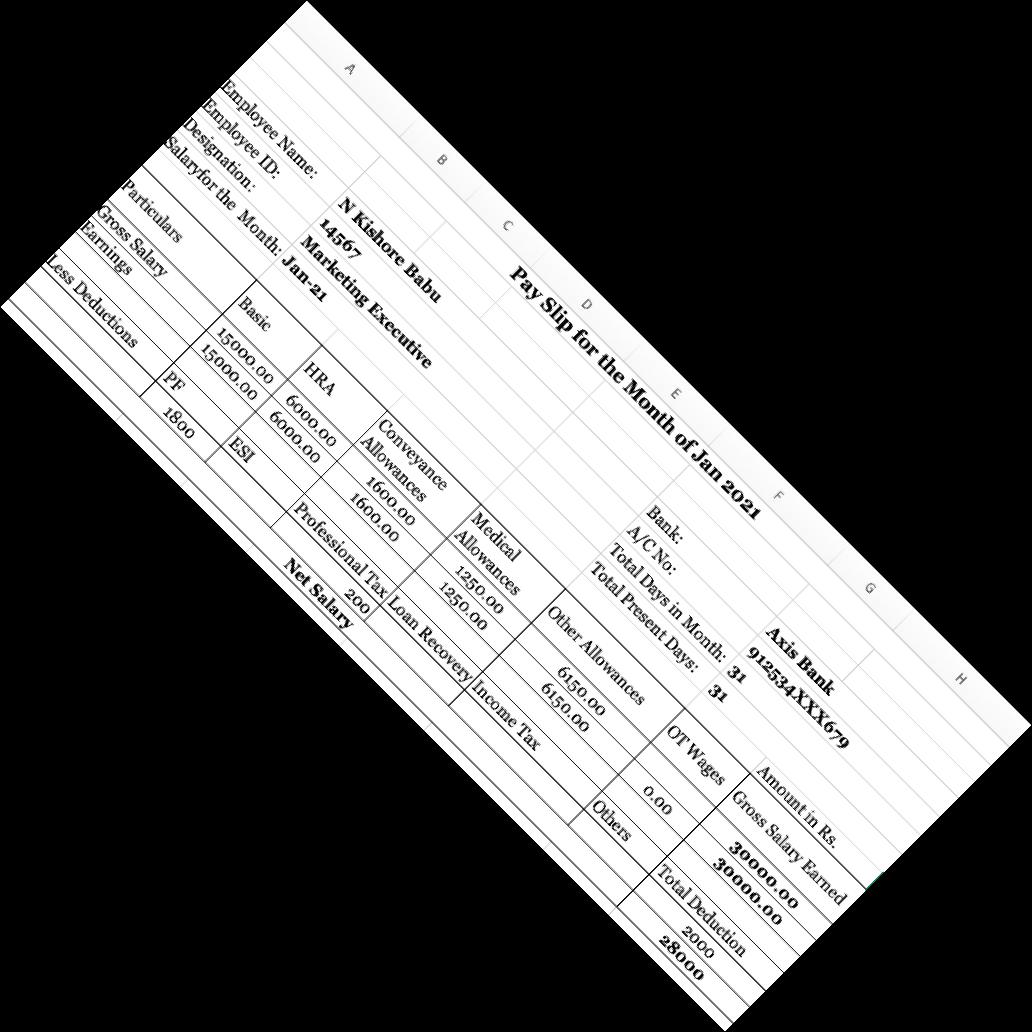 A B C D E F G H
Pay Slip for the Month of Jan 2021
Employee Name: N Kishore Babu Bank: Axis Bank
Employee ID: 14567 A/C No: 912534XXX679
Designation: Marketing Executive Total Days in Month: 31
Salaryfor the Month: Jan-21 Total Present Days: 31
Amount in Rs.
Particulars Basic HRA Conveyance Allowances Medical Allowances Other Allowances OT Wages Gross Salary Earned
Gross Salary 15000.00 6000.00 1600.00 1250.00 6150.00 30000.00
Earnings 15000.00 6000.00 1600.00 1250.00 6150.00 0.00 30000.00
Less Deductions PF ESI Professional Tax Loan Recovery Income Tax Others Total Deduction
1800 200 2000
Net Salary 28000